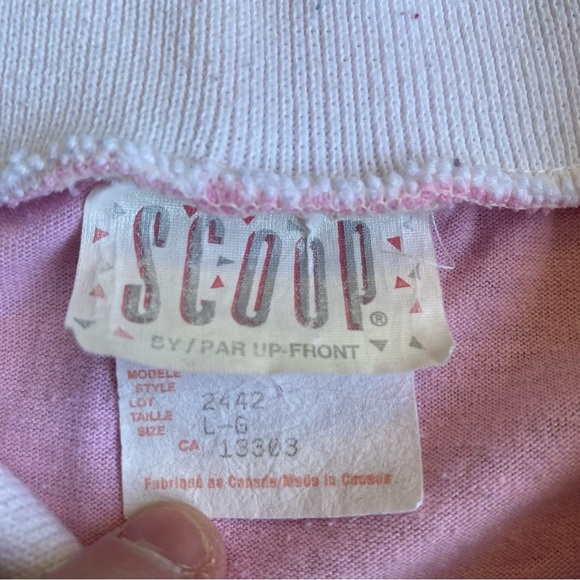 SCOOP®
BY / PAR UP-FRONT
MODELE
STYLE
LOT 2442
TAILLE
SIZE L-G
CA 13303
Fabriqué au Canada/Made in Canada